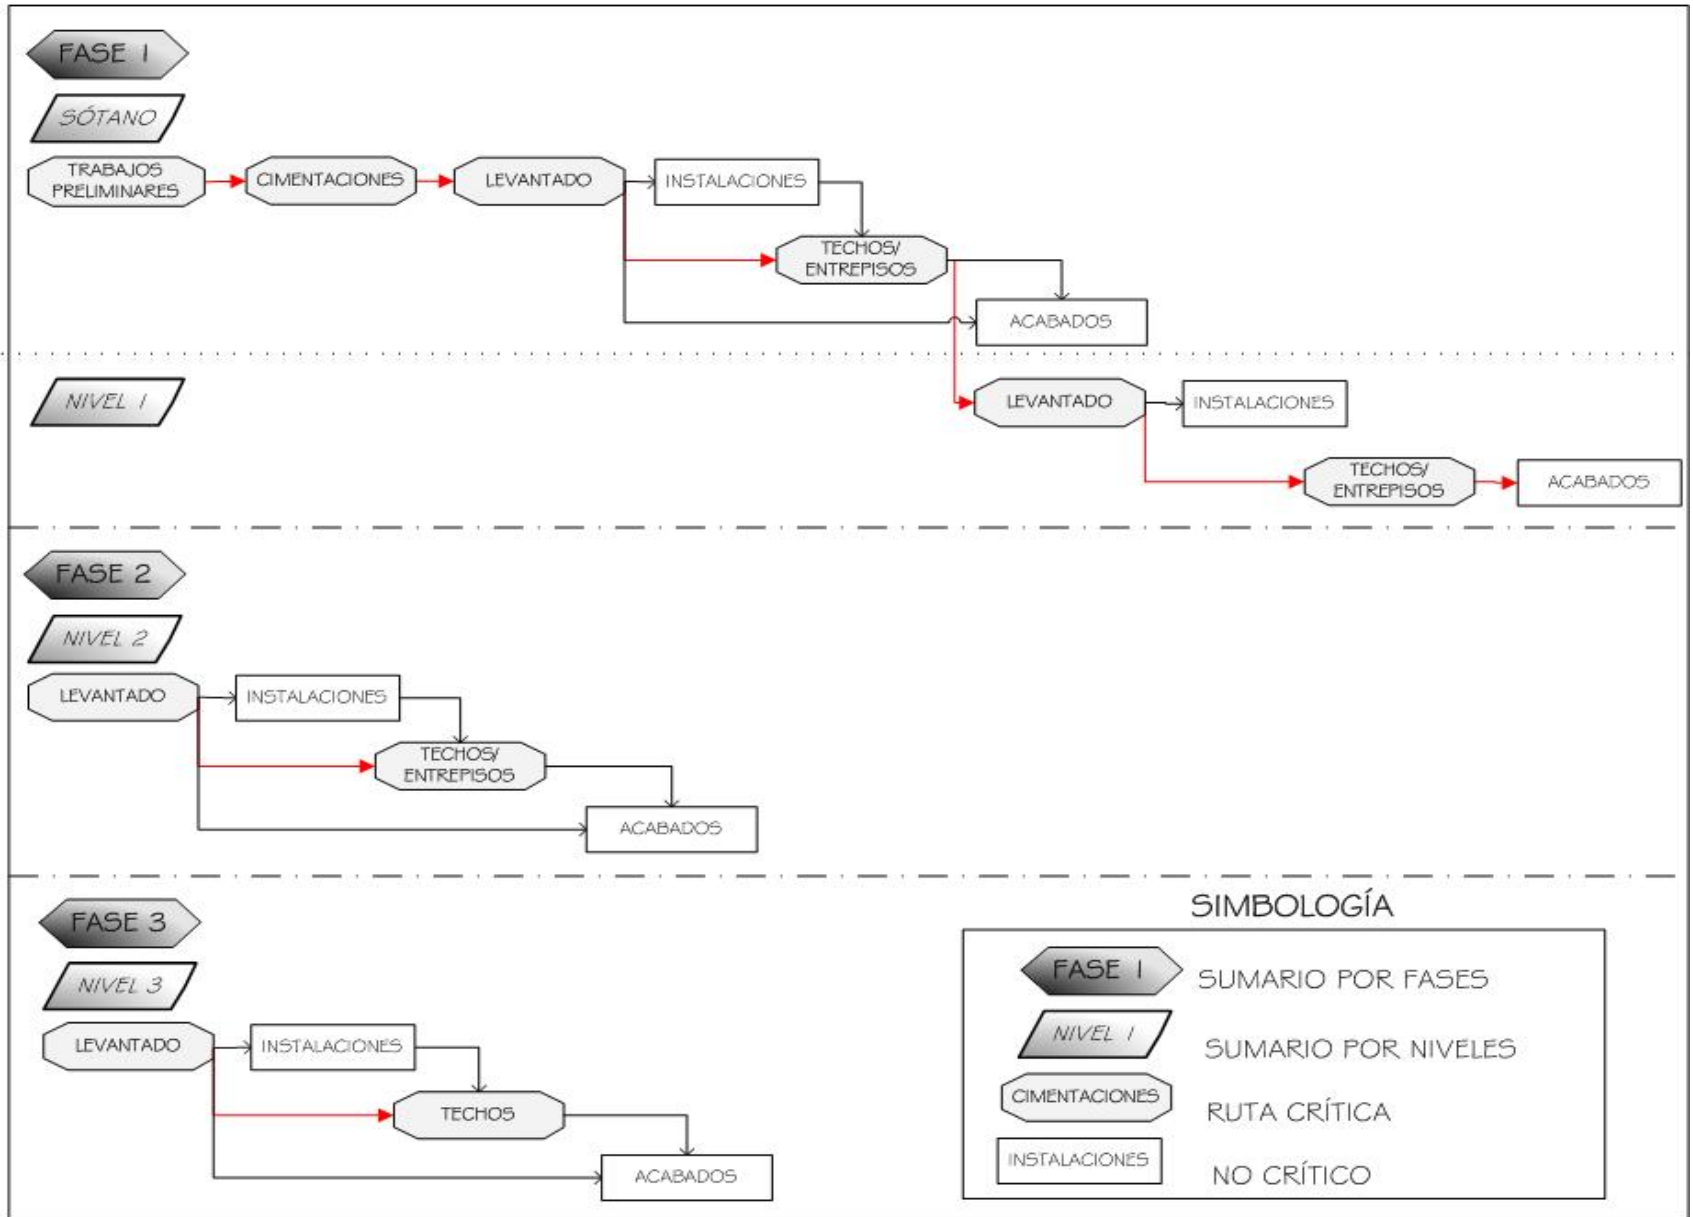 FASE 1
SÓTANO
TRABAJOS
PRELIMINARES
CIMENTACIONES
LEVANTADO
INSTALACIONES
TECHOS/
ENTREPISOS
ACABADOS
NIVEL 1
LEVANTADO
INSTALACIONES
TECHOS/
ENTREPISOS
ACABADOS
FASE 2
NIVEL 2
LEVANTADO
INSTALACIONES
TECHOS/
ENTREPISOS
ACABADOS
FASE 3
NIVEL 3
LEVANTADO
INSTALACIONES
TECHOS
ACABADOS
SIMBOLOGÍA
FASE 1 SUMARIO POR FASES
NIVEL 1 SUMARIO POR NIVELES
CIMENTACIONES RUTA CRÍTICA
INSTALACIONES NO CRÍTICO